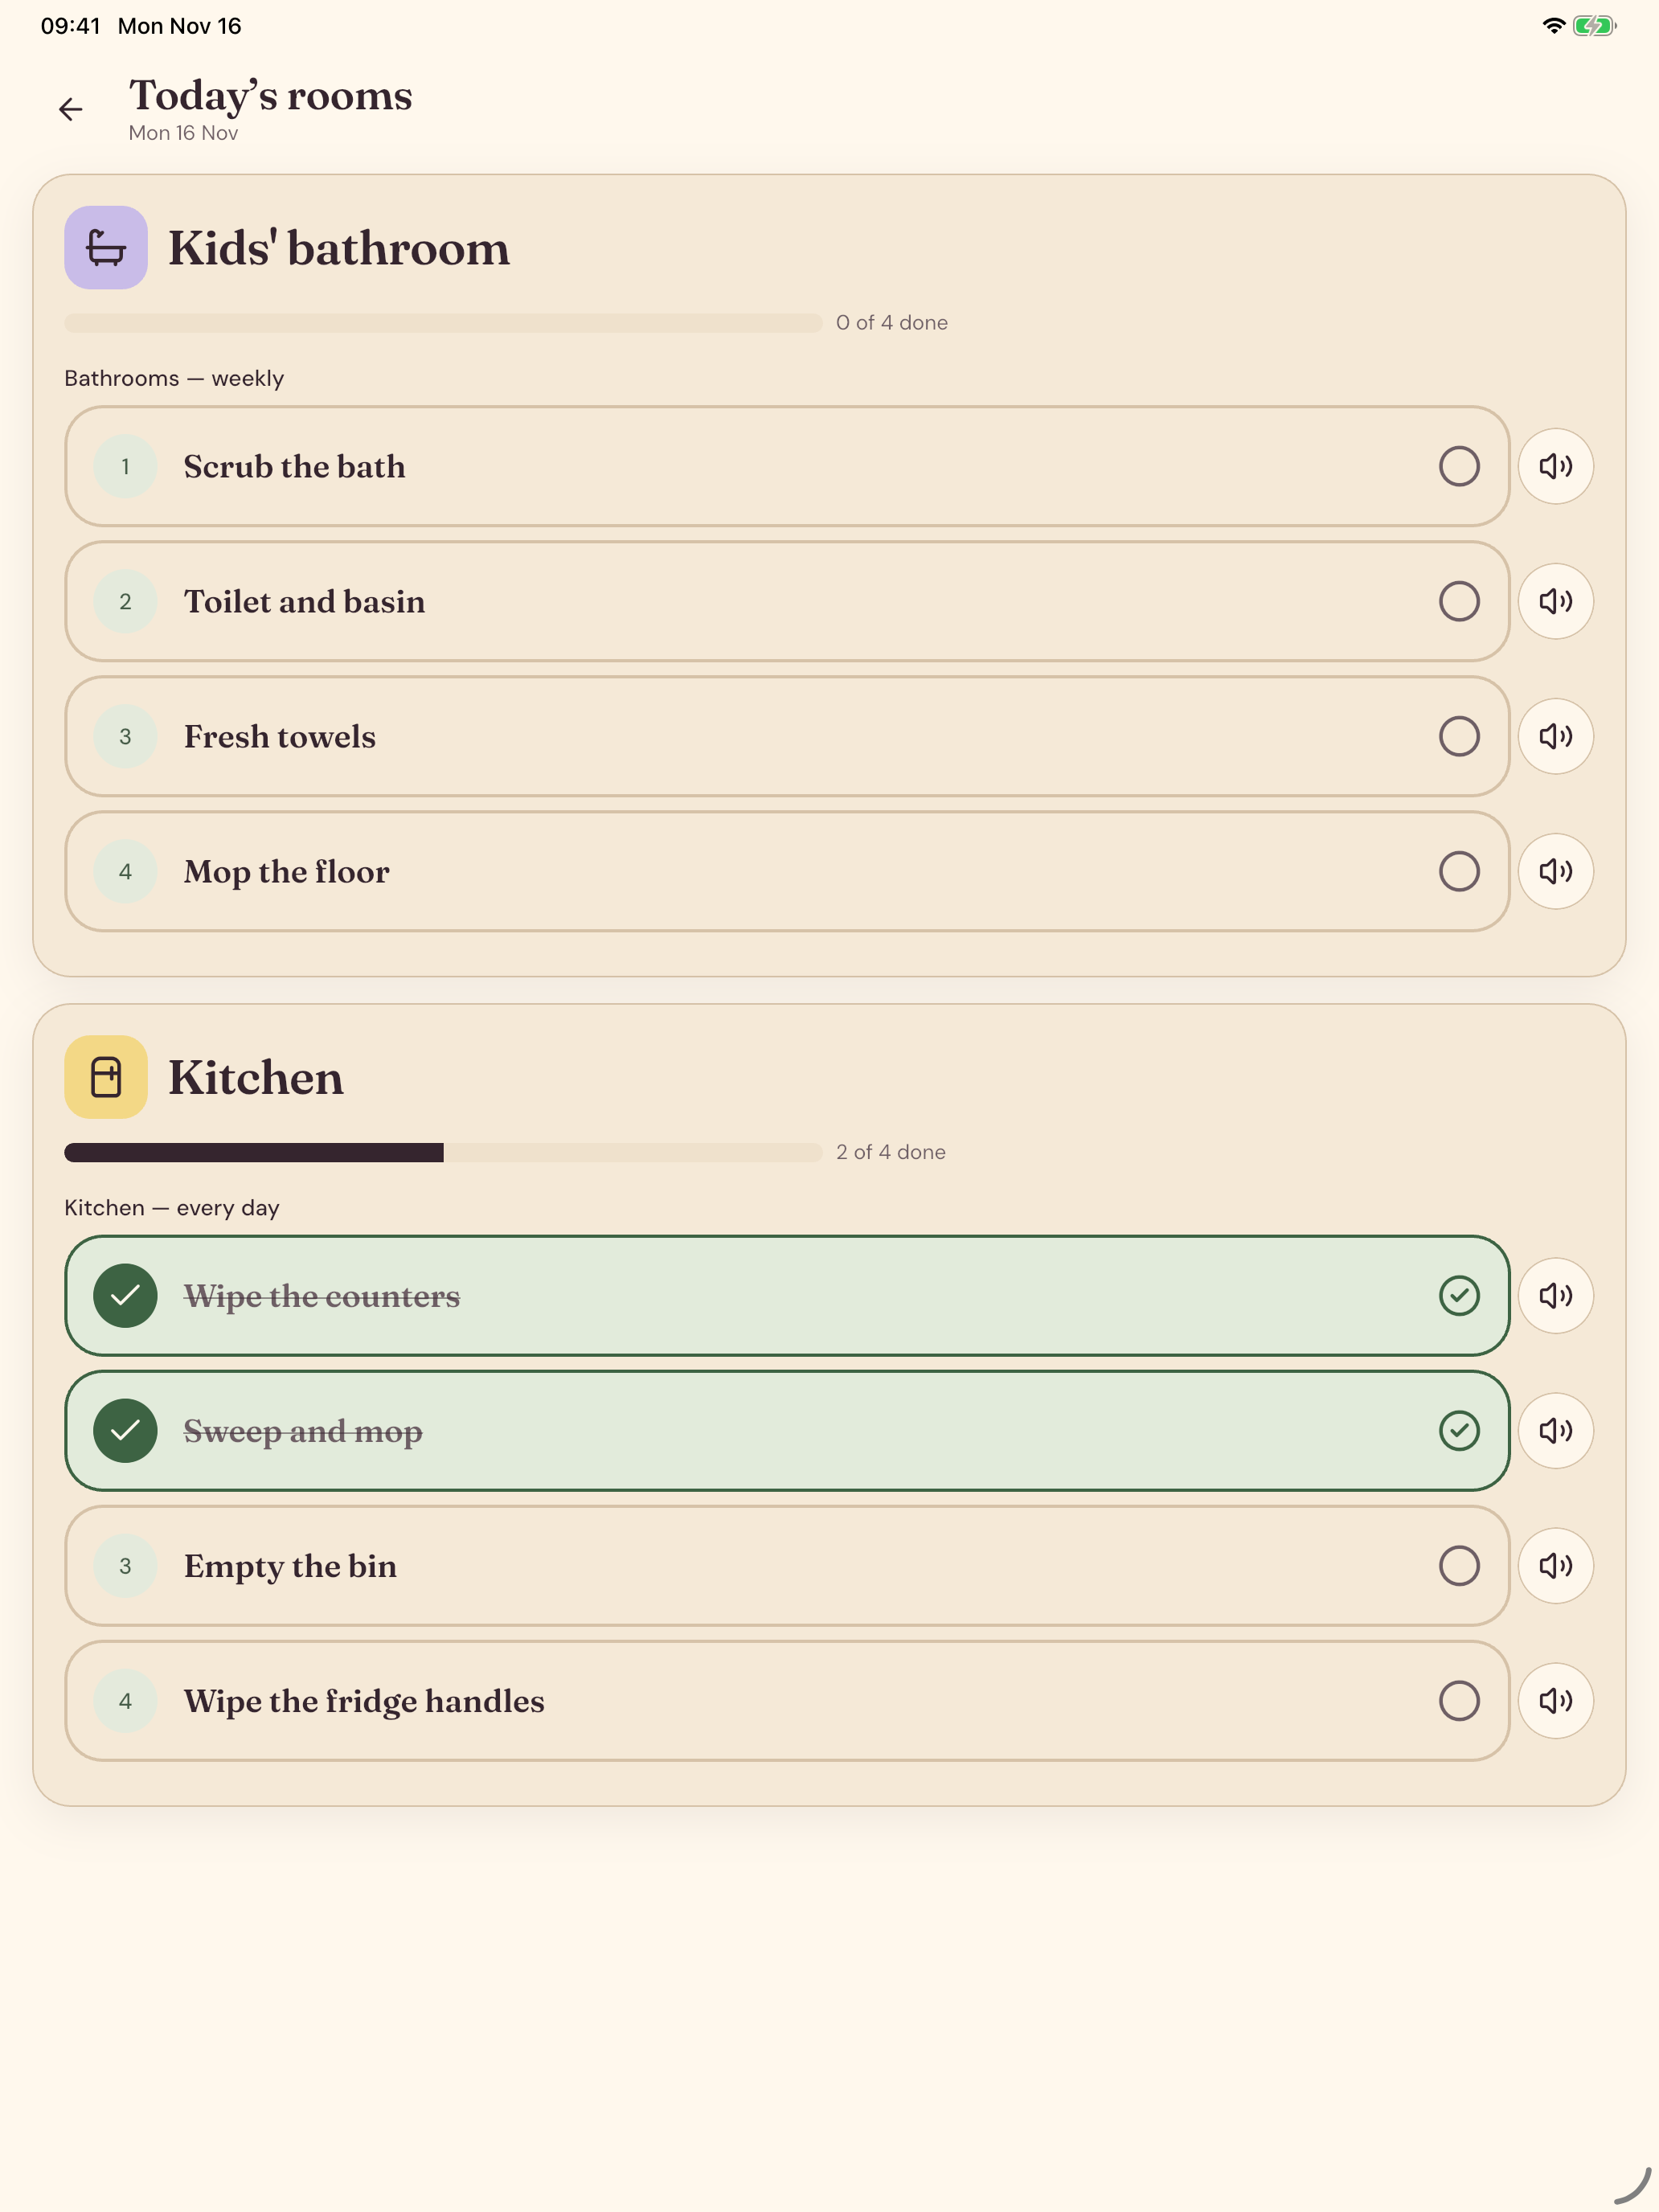 09:41 Mon Nov 16
Today’s rooms
Mon 16 Nov
Kids' bathroom
0 of 4 done
Bathrooms — weekly
1 Scrub the bath
2 Toilet and basin
3 Fresh towels
4 Mop the floor
Kitchen
2 of 4 done
Kitchen — every day
Wipe the counters
Sweep and mop
3 Empty the bin
4 Wipe the fridge handles